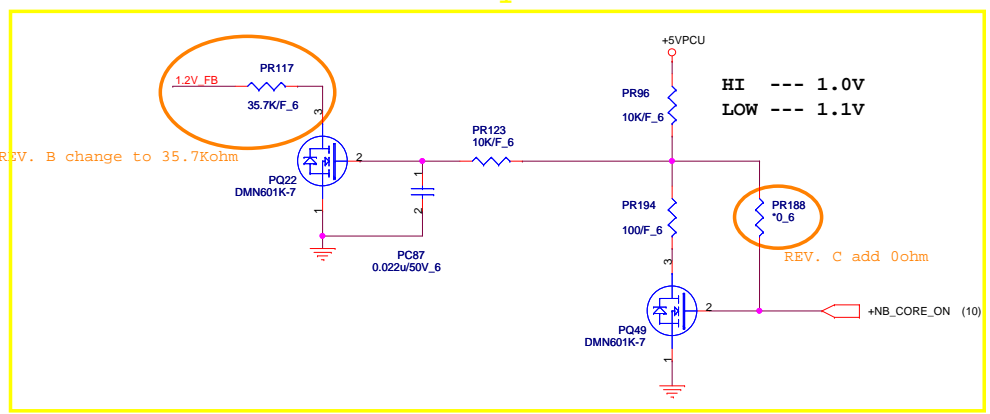 +5VPCU
1.2V_FB
PR117
35.7K/F_6
3
REV. B change to 35.7Kohm
PQ22
DMN601K-7
2
1
PR123
10K/F_6
1
2
PC87
0.022u/50V_6
PR96
10K/F_6
HI --- 1.0V
LOW --- 1.1V
PR194
100/F_6
PR188
*0_6
REV. C add 0ohm
3
2
1
PQ49
DMN601K-7
+NB_CORE_ON (10)